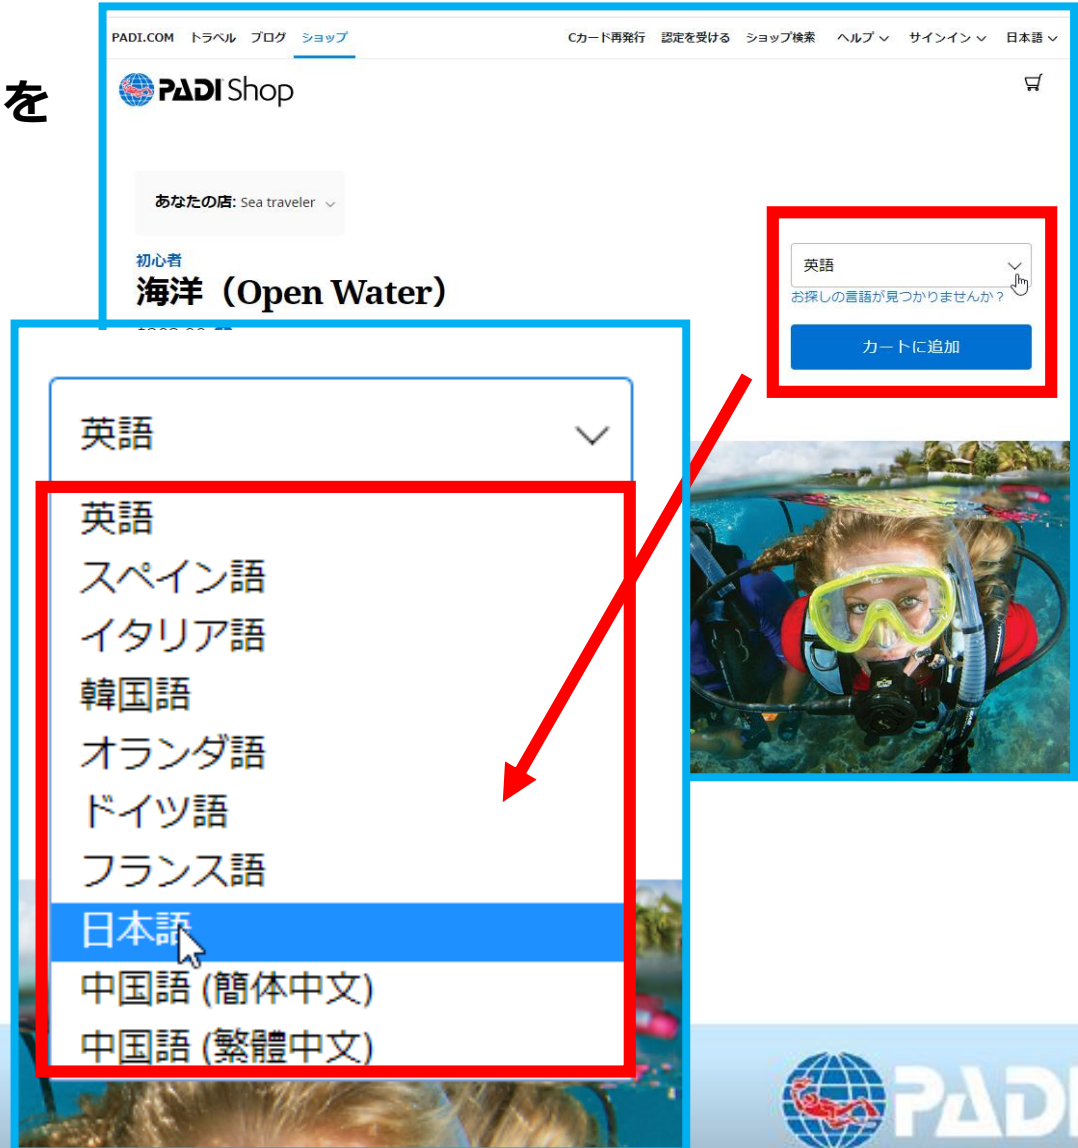 を
PADI.COM トラベル ブログ ショップ Cカード再発行 認定を受ける ショップ検索 ヘルプ サインイン 日本語
PADI Shop
あなたの店: Sea traveler
初心者
海洋（Open Water）
英語
お探しの言語が見つかりませんか？
カートに追加
英語
英語
スペイン語
イタリア語
韓国語
オランダ語
ドイツ語
フランス語
日本語
中国語 (簡体中文)
中国語 (繁體中文)
PADI